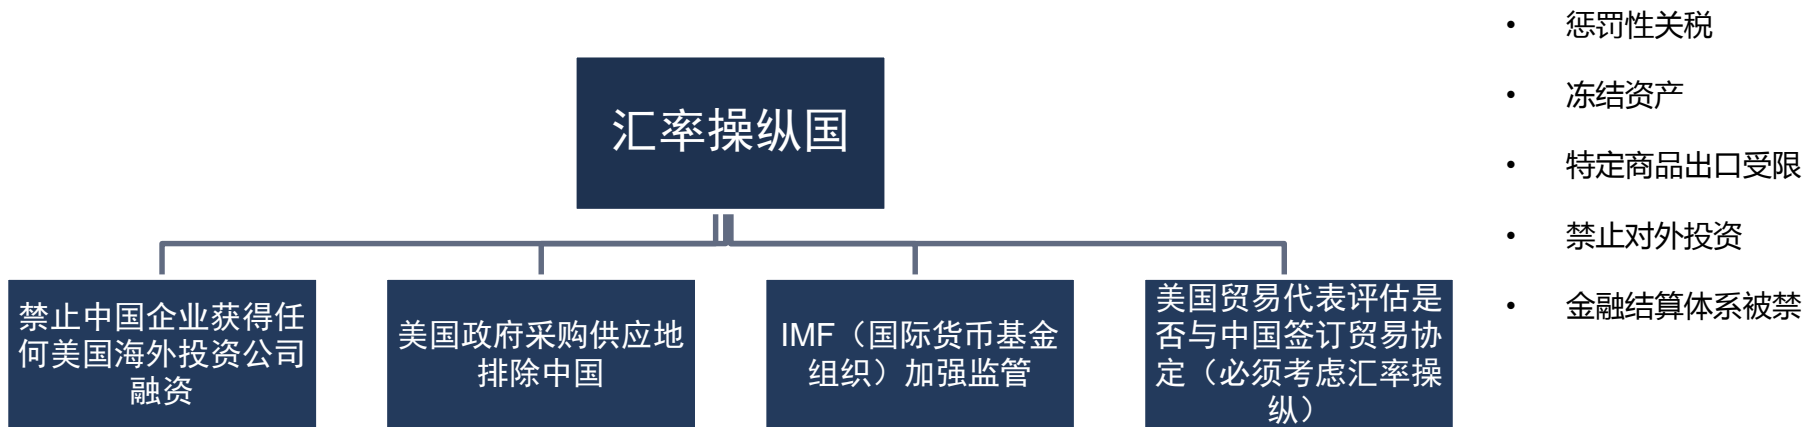 汇率操纵国
禁止中国企业获得任
何美国海外投资公司
融资
美国政府采购供应地
排除中国
IMF（国际货币基金
组织）加强监管
美国贸易代表评估是
否与中国签订贸易协
定（必须考虑汇率操
纵）
• 惩罚性关税
• 冻结资产
• 特定商品出口受限
• 禁止对外投资
• 金融结算体系被禁